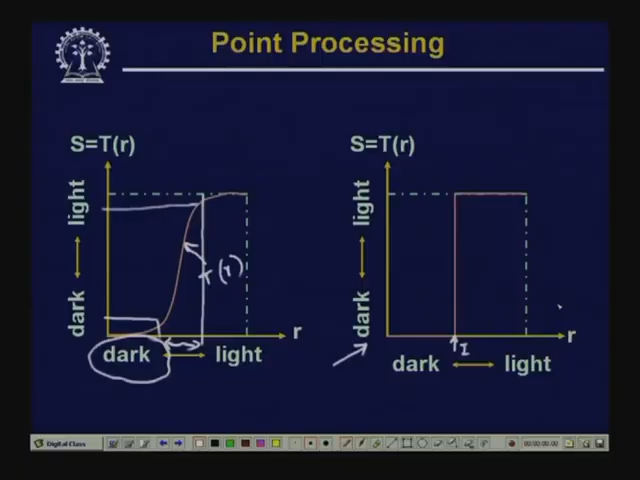 Point Processing
S=T(r)
light
dark
T(r)
r
dark
light
S=T(r)
light
dark
I
r
dark
light
Digital Class